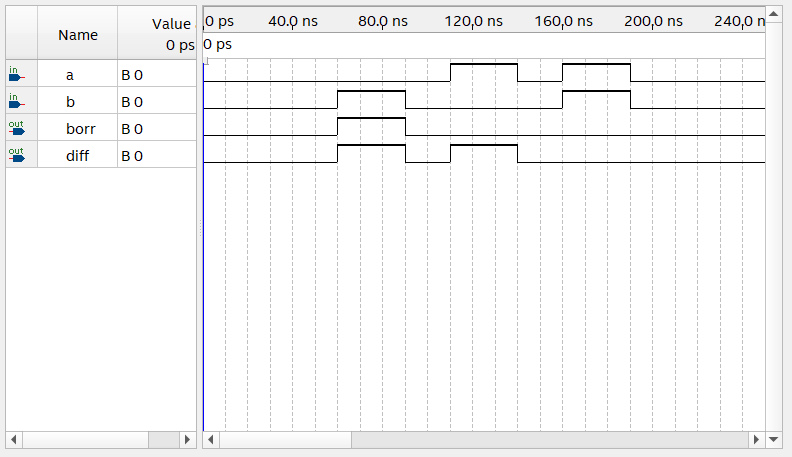 Name Value
0 ps
0 ps 40.0 ns 80.0 ns 120.0 ns 160.0 ns 200.0 ns 240.0 n
0 ps
in a B 0
in b B 0
out borr B 0
out diff B 0